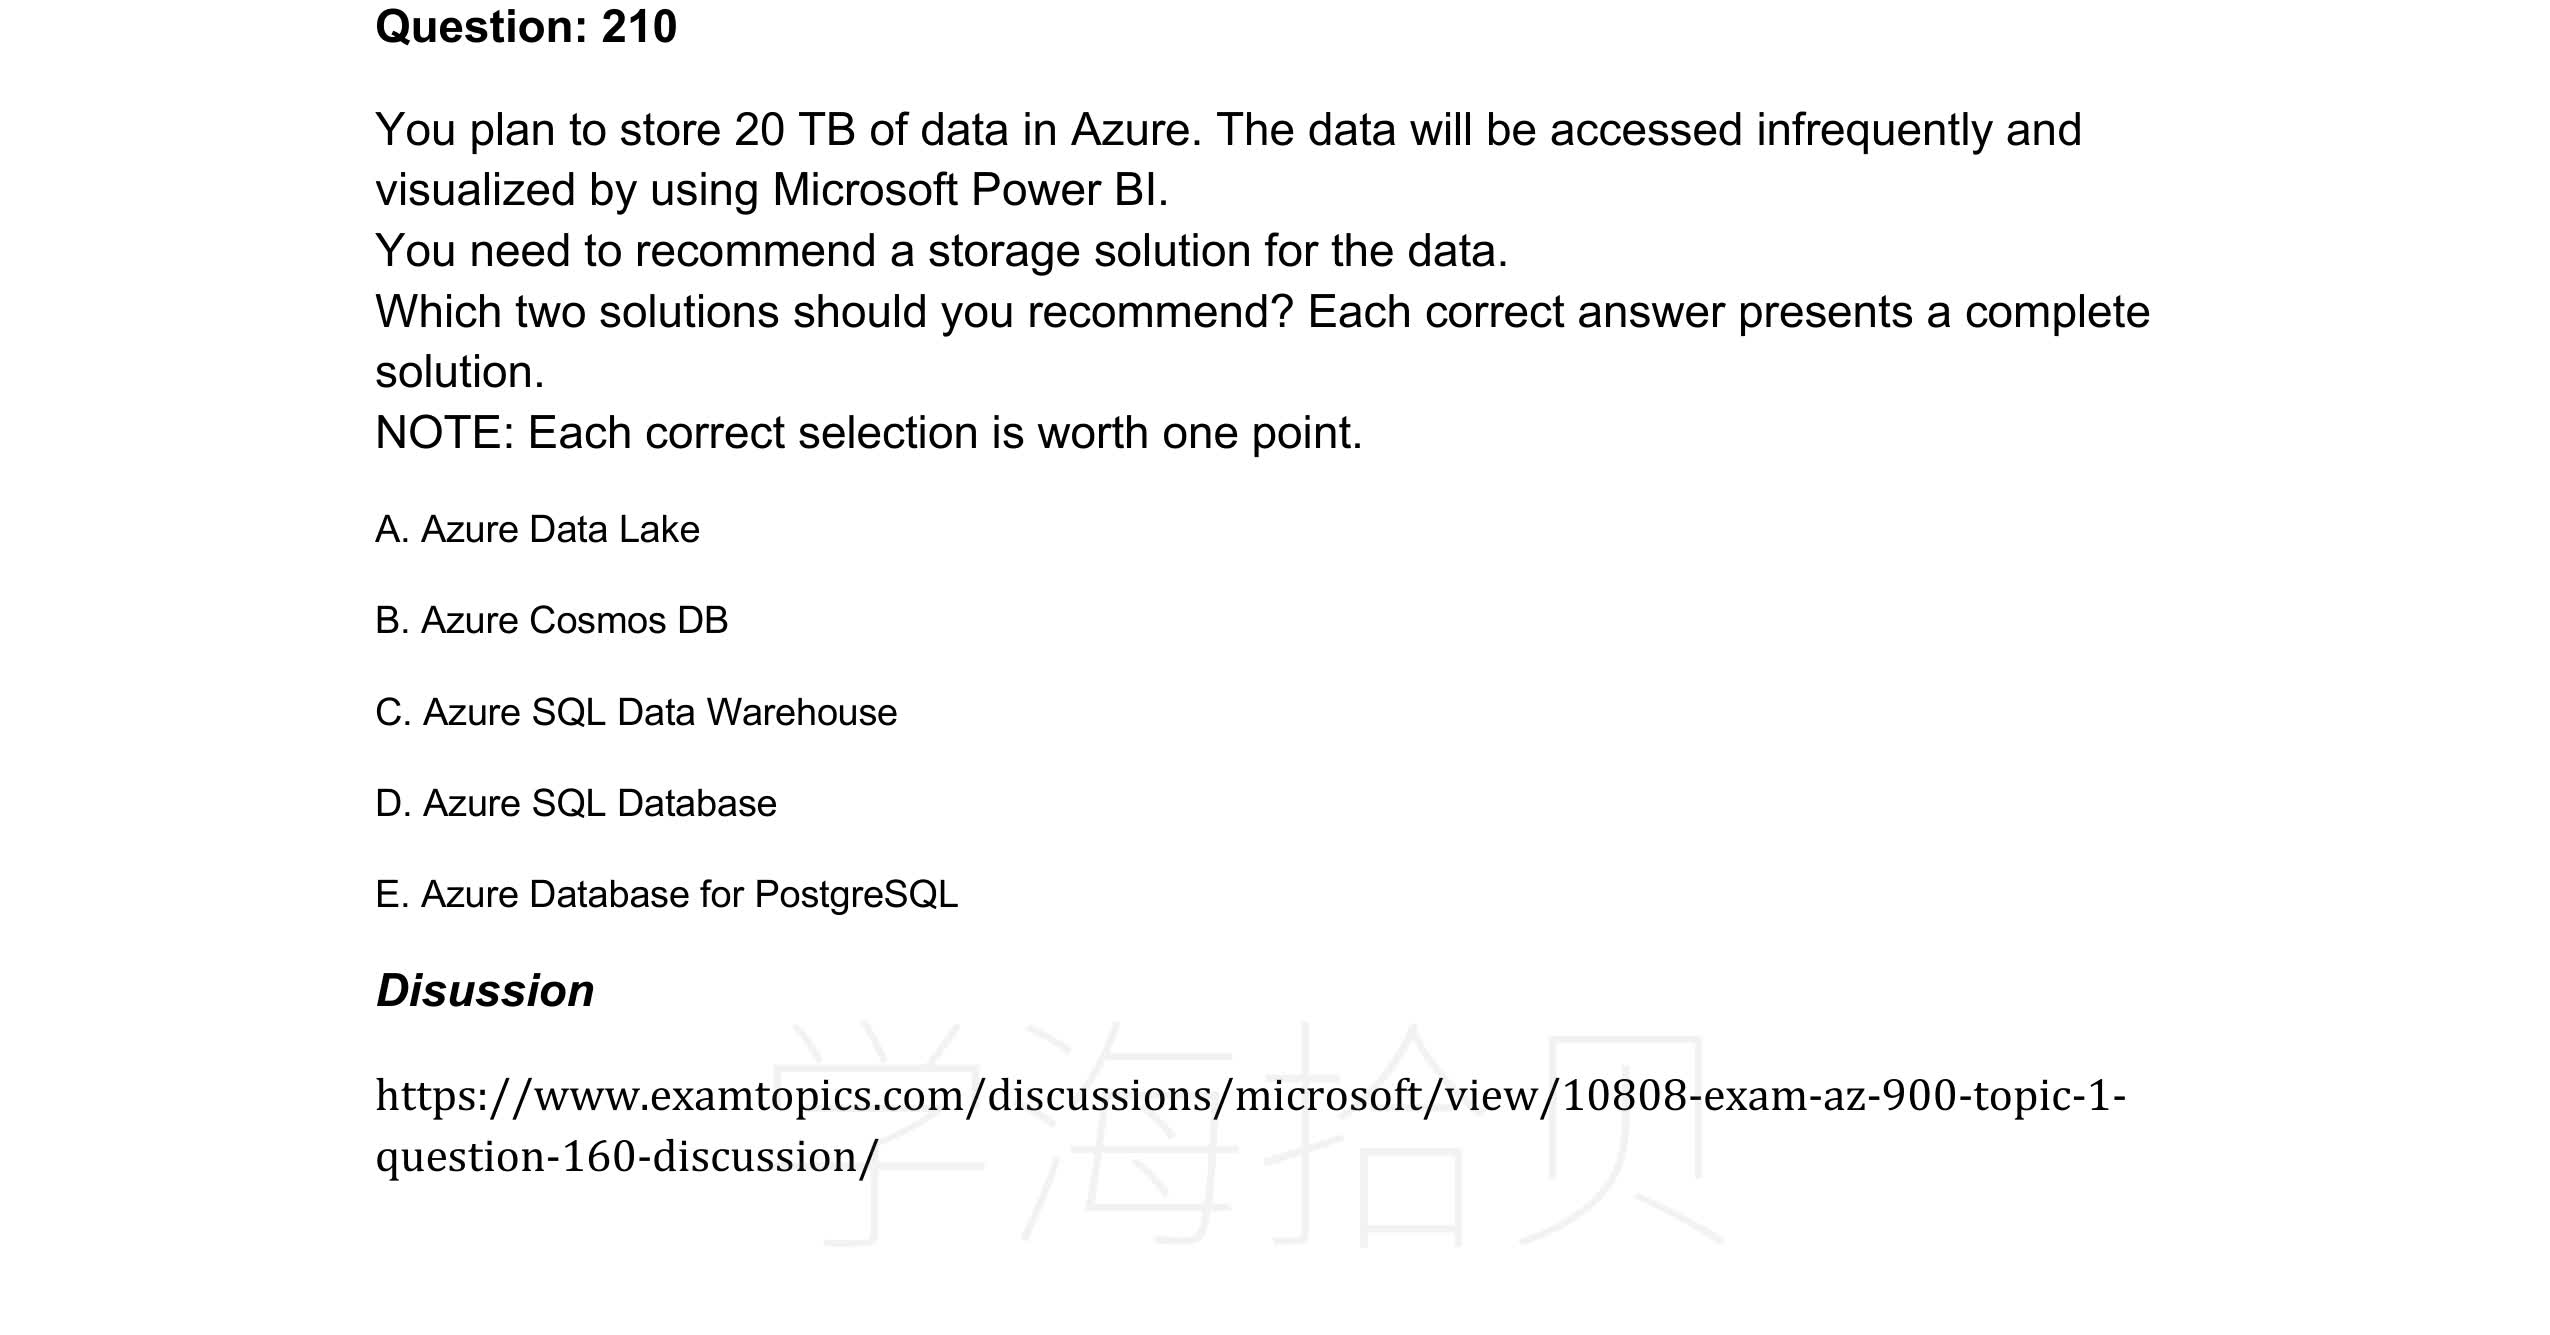 Question: 210
You plan to store 20 TB of data in Azure. The data will be accessed infrequently and
visualized by using Microsoft Power BI.
You need to recommend a storage solution for the data.
Which two solutions should you recommend? Each correct answer presents a complete
solution.
NOTE: Each correct selection is worth one point.
A. Azure Data Lake
B. Azure Cosmos DB
C. Azure SQL Data Warehouse
D. Azure SQL Database
E. Azure Database for PostgreSQL
Disussion
学海拾贝
https://www.examtopics.com/discussions/microsoft/view/10808-exam-az-900-topic-1-
question-160-discussion/